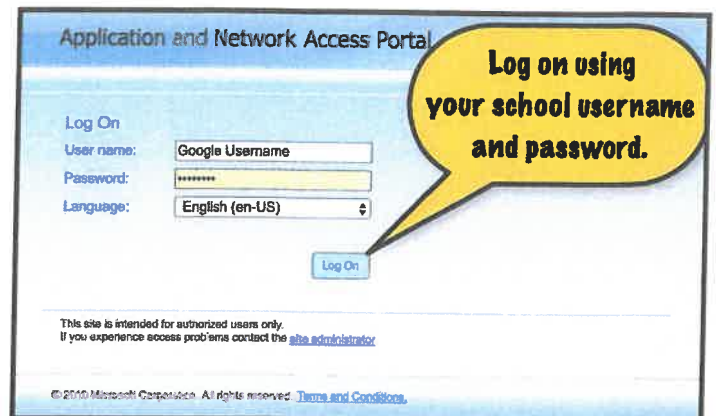 Application and Network Access Portal
Log on using
your school username
and password.
Log On
User name: Google Username
Password: ••••••••
Language: English (en-US)
Log On
This site is intended for authorized users only.
If you experience access problems contact the site administrator
© 2010 Microsoft Corporation. All rights reserved. Terms and Conditions.